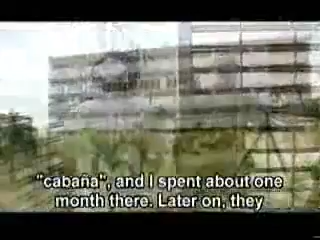 "cabaña", and I spent about one
month there. Later on, they